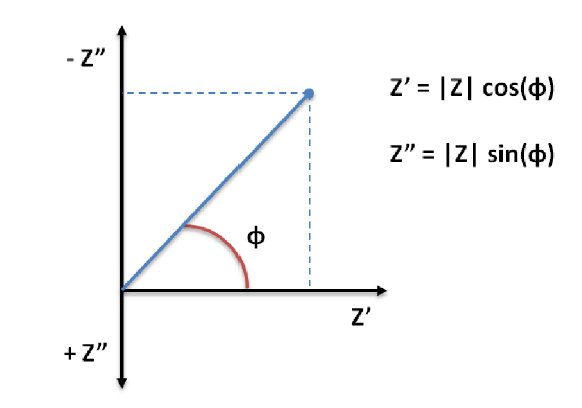 - Z”
Z’ = |Z| cos(ϕ)
Z” = |Z| sin(ϕ)
ϕ
Z’
+ Z”